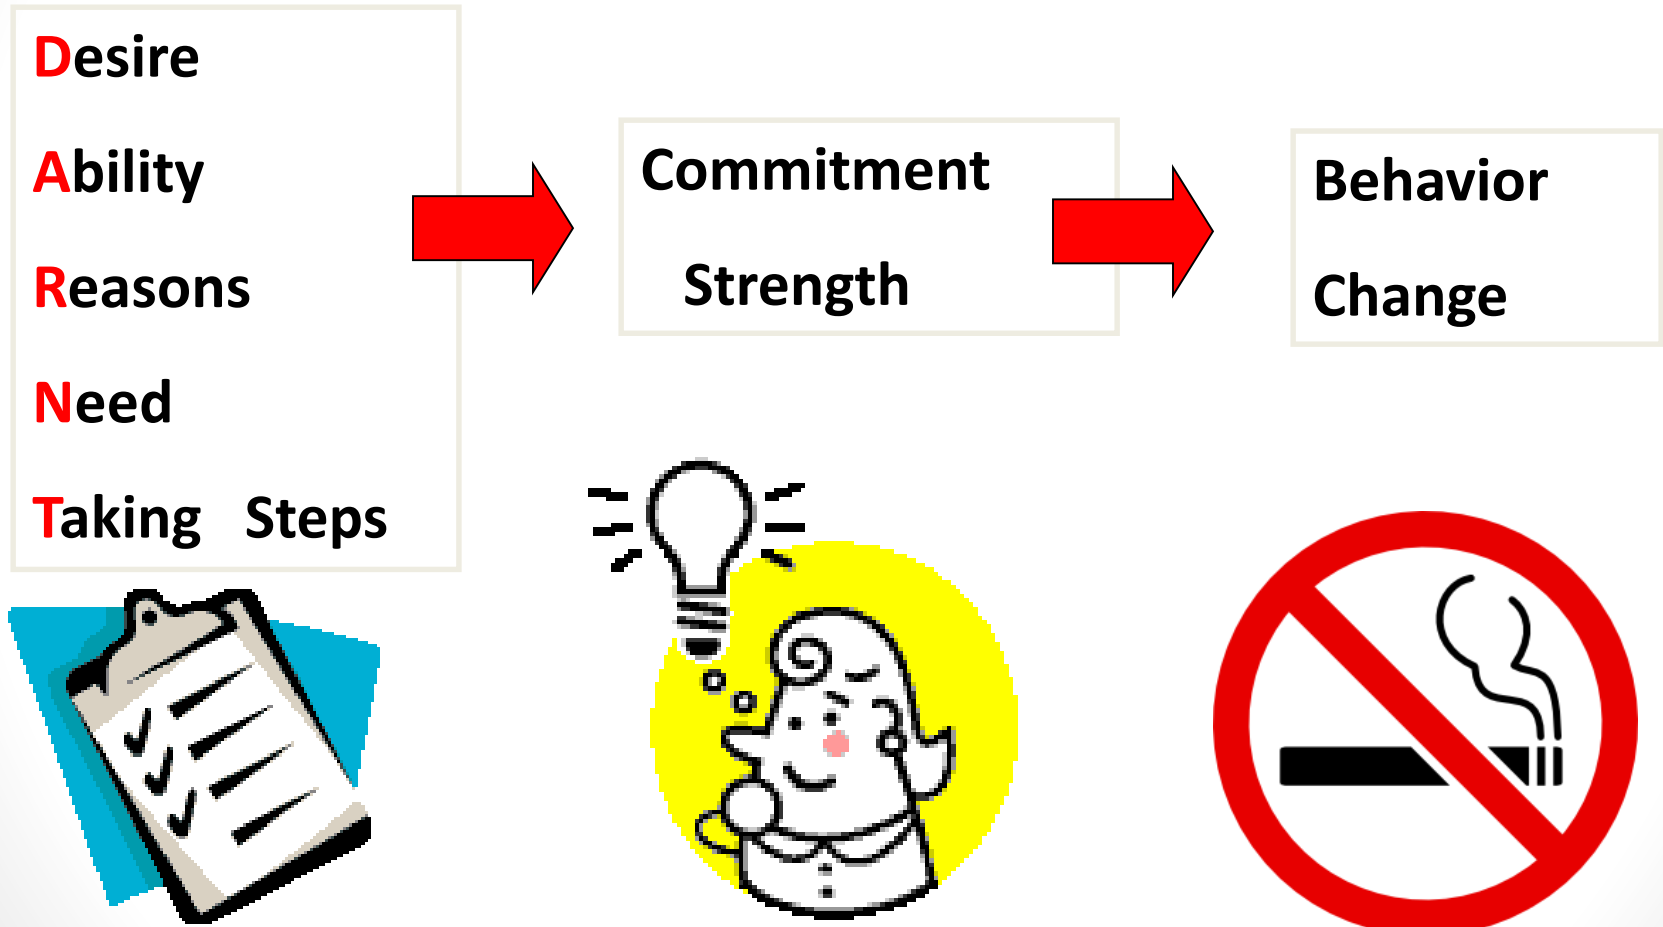 Desire
Ability
Reasons
Need
Taking Steps
Commitment
Strength
Behavior
Change